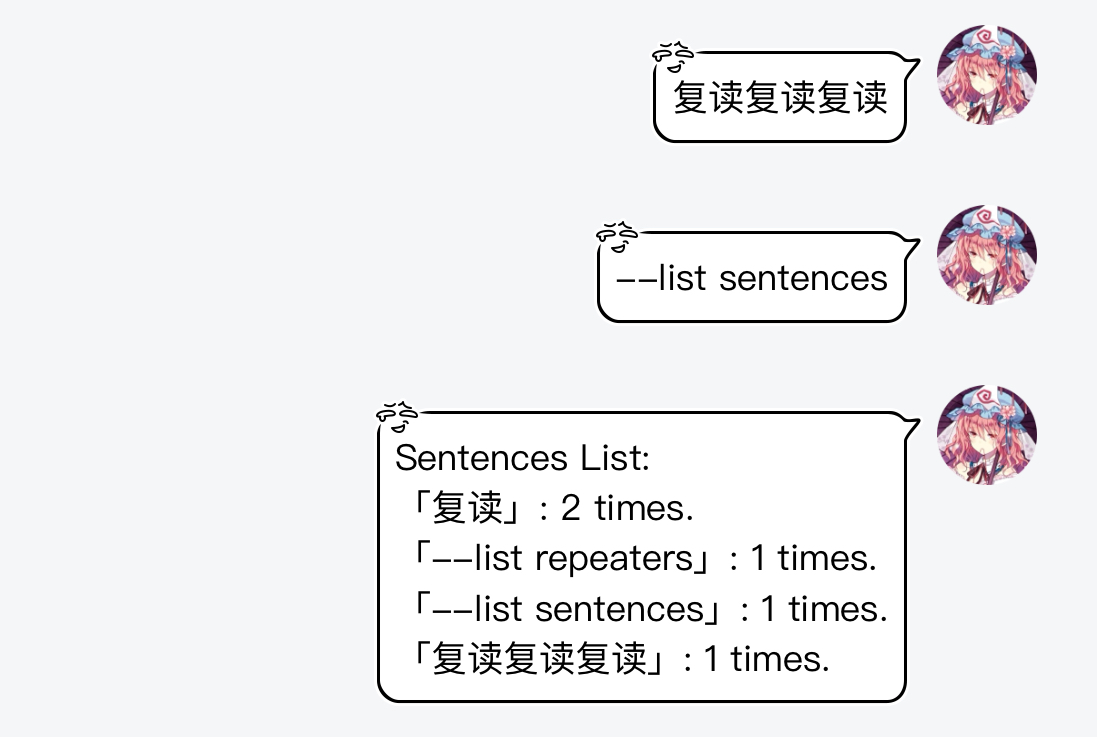 复读复读复读
--list sentences
Sentences List:
「复读」: 2 times.
「--list repeaters」: 1 times.
「--list sentences」: 1 times.
「复读复读复读」: 1 times.